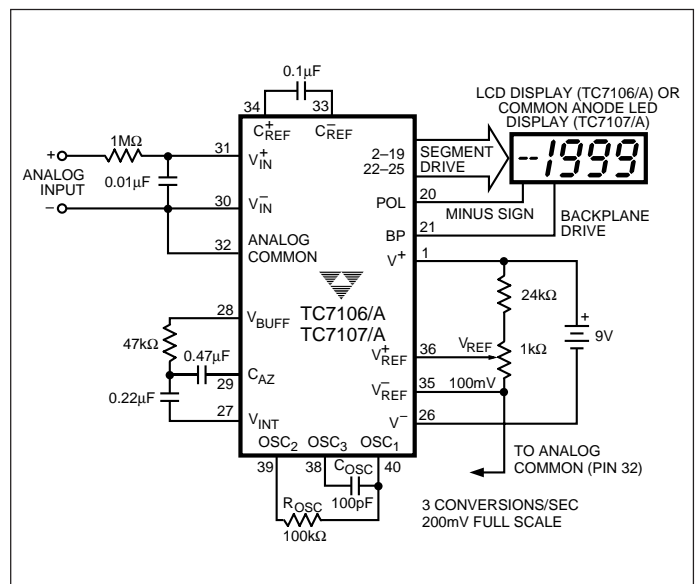 0.1µF
34
33
C+REF
C–REF
LCD DISPLAY (TC7106/A) OR
COMMON ANODE LED
DISPLAY (TC7107/A)
-1999
1MΩ
+
ANALOG
INPUT
–
0.01µF
31
V+IN
30
V–IN
32
ANALOG
COMMON
2–19
22–25
SEGMENT
DRIVE
20
POL
MINUS SIGN
21
BP
BACKPLANE
DRIVE
1
V+
24kΩ
+
9V
TC7106/A
TC7107/A
28
VBUFF
47kΩ
0.47µF
29
CAZ
0.22µF
27
VINT
V+REF
36
VREF
1kΩ
V–REF
35
100mV
V–
26
OSC2
OSC3
OSC1
39
38
COSC
40
100pF
ROSC
100kΩ
TO ANALOG
COMMON (PIN 32)
3 CONVERSIONS/SEC
200mV FULL SCALE